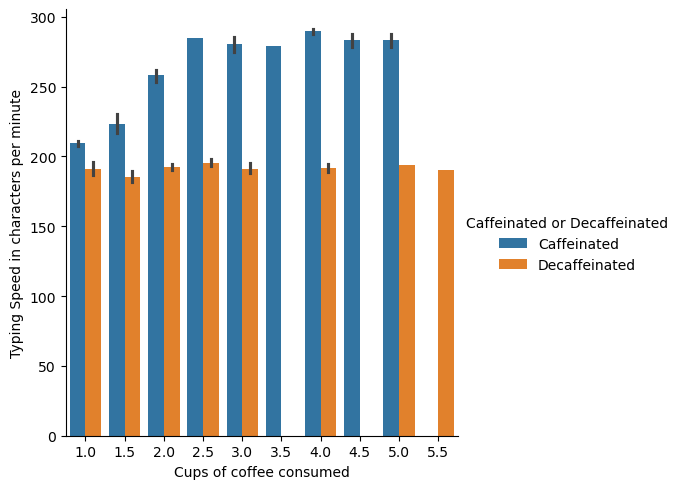 300
250
200
150
100
50
0
Typing Speed in characters per minute
1.0 1.5 2.0 2.5 3.0 3.5 4.0 4.5 5.0 5.5
Cups of coffee consumed
Caffeinated or Decaffeinated
Caffeinated
Decaffeinated